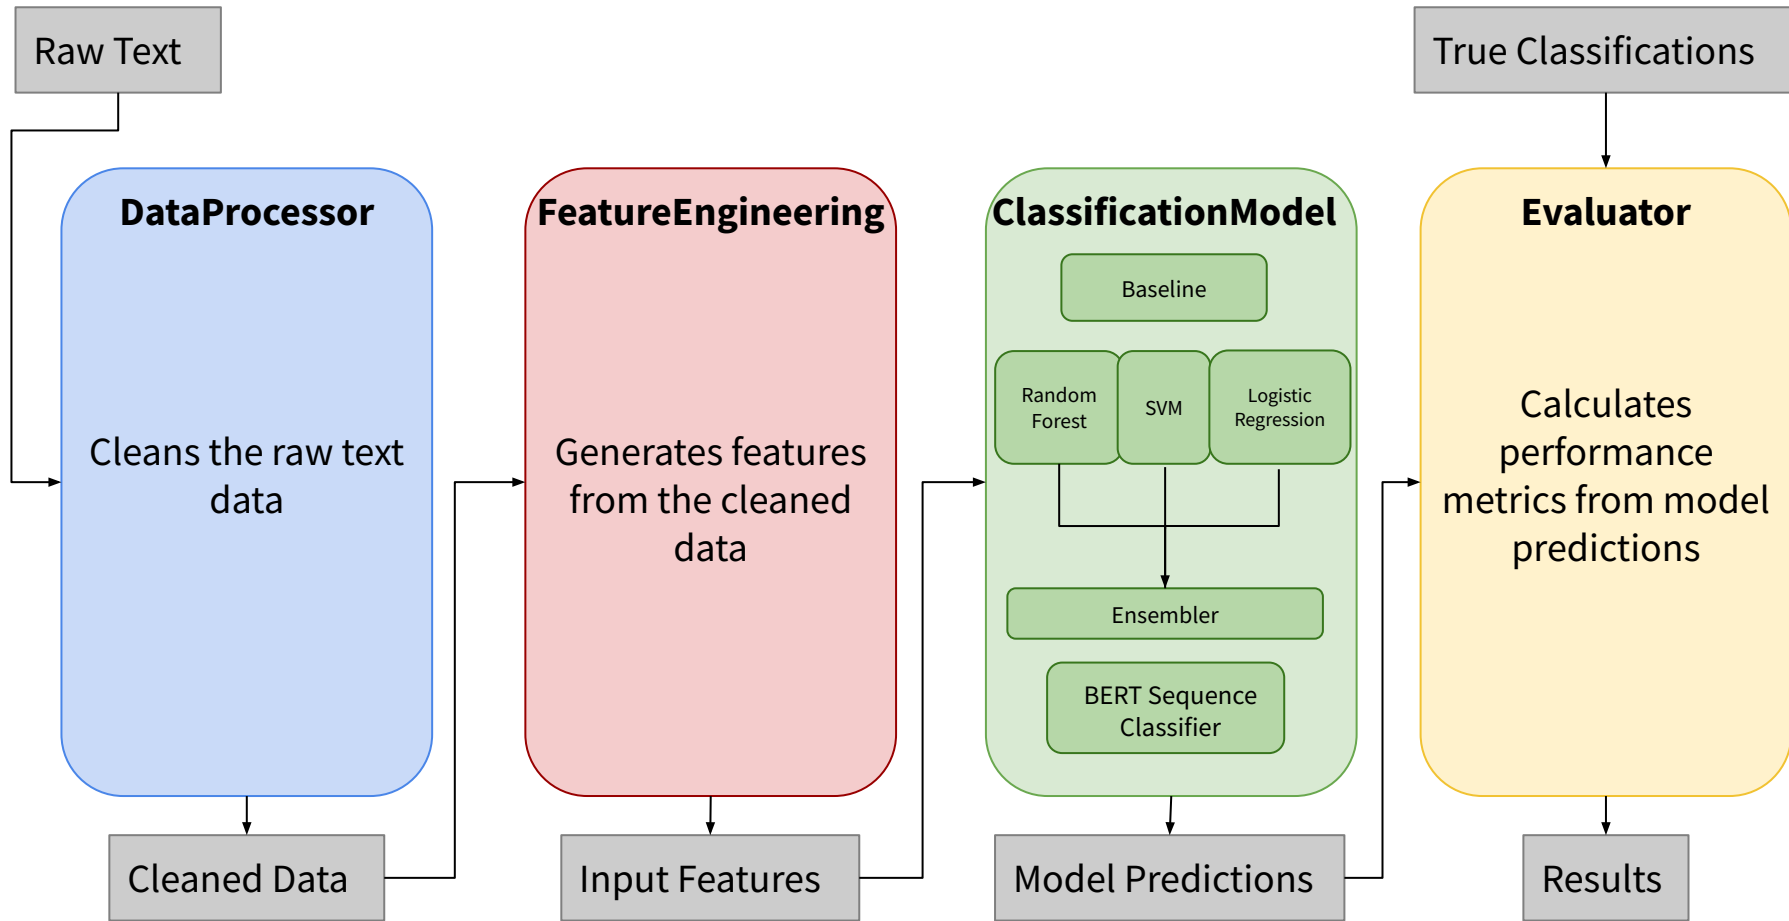 Raw Text
True Classifications
DataProcessor
Cleans the raw text
data
FeatureEngineering
Generates features
from the cleaned
data
ClassificationModel
Baseline
Random
Forest
SVM
Logistic
Regression
Ensembler
BERT Sequence
Classifier
Evaluator
Calculates
performance
metrics from model
predictions
Cleaned Data
Input Features
Model Predictions
Results